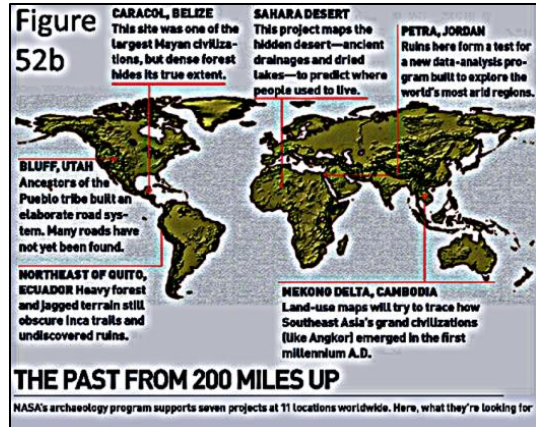 Figure
52b
CARACOL, BELIZE
This site was one of the
largest Mayan civiliza-
tions, but dense forest
hides its true extent.
SAHARA DESERT
This project maps the
hidden desert—ancient
drainages and dried
lakes—to predict where
people used to live.
PETRA, JORDAN
Ruins here form a test for
a new data-analysis pro-
gram built to explore the
world's most arid regions.
BLUFF, UTAH
Ancestors of the
Pueblo tribe built an
elaborate road sys-
tem. Many roads have
not yet been found.
NORTHEAST OF QUITO,
ECUADOR Heavy forest
and jagged terrain still
obscure Inca trails and
undiscovered ruins.
MEKONG DELTA, CAMBODIA
Land-use maps will try to trace how
Southeast Asia's grand civilizations
(like Angkor) emerged in the first
millennium A.D.
THE PAST FROM 200 MILES UP
NASA's archaeology program supports seven projects at 11 locations worldwide. Here, what they're looking for